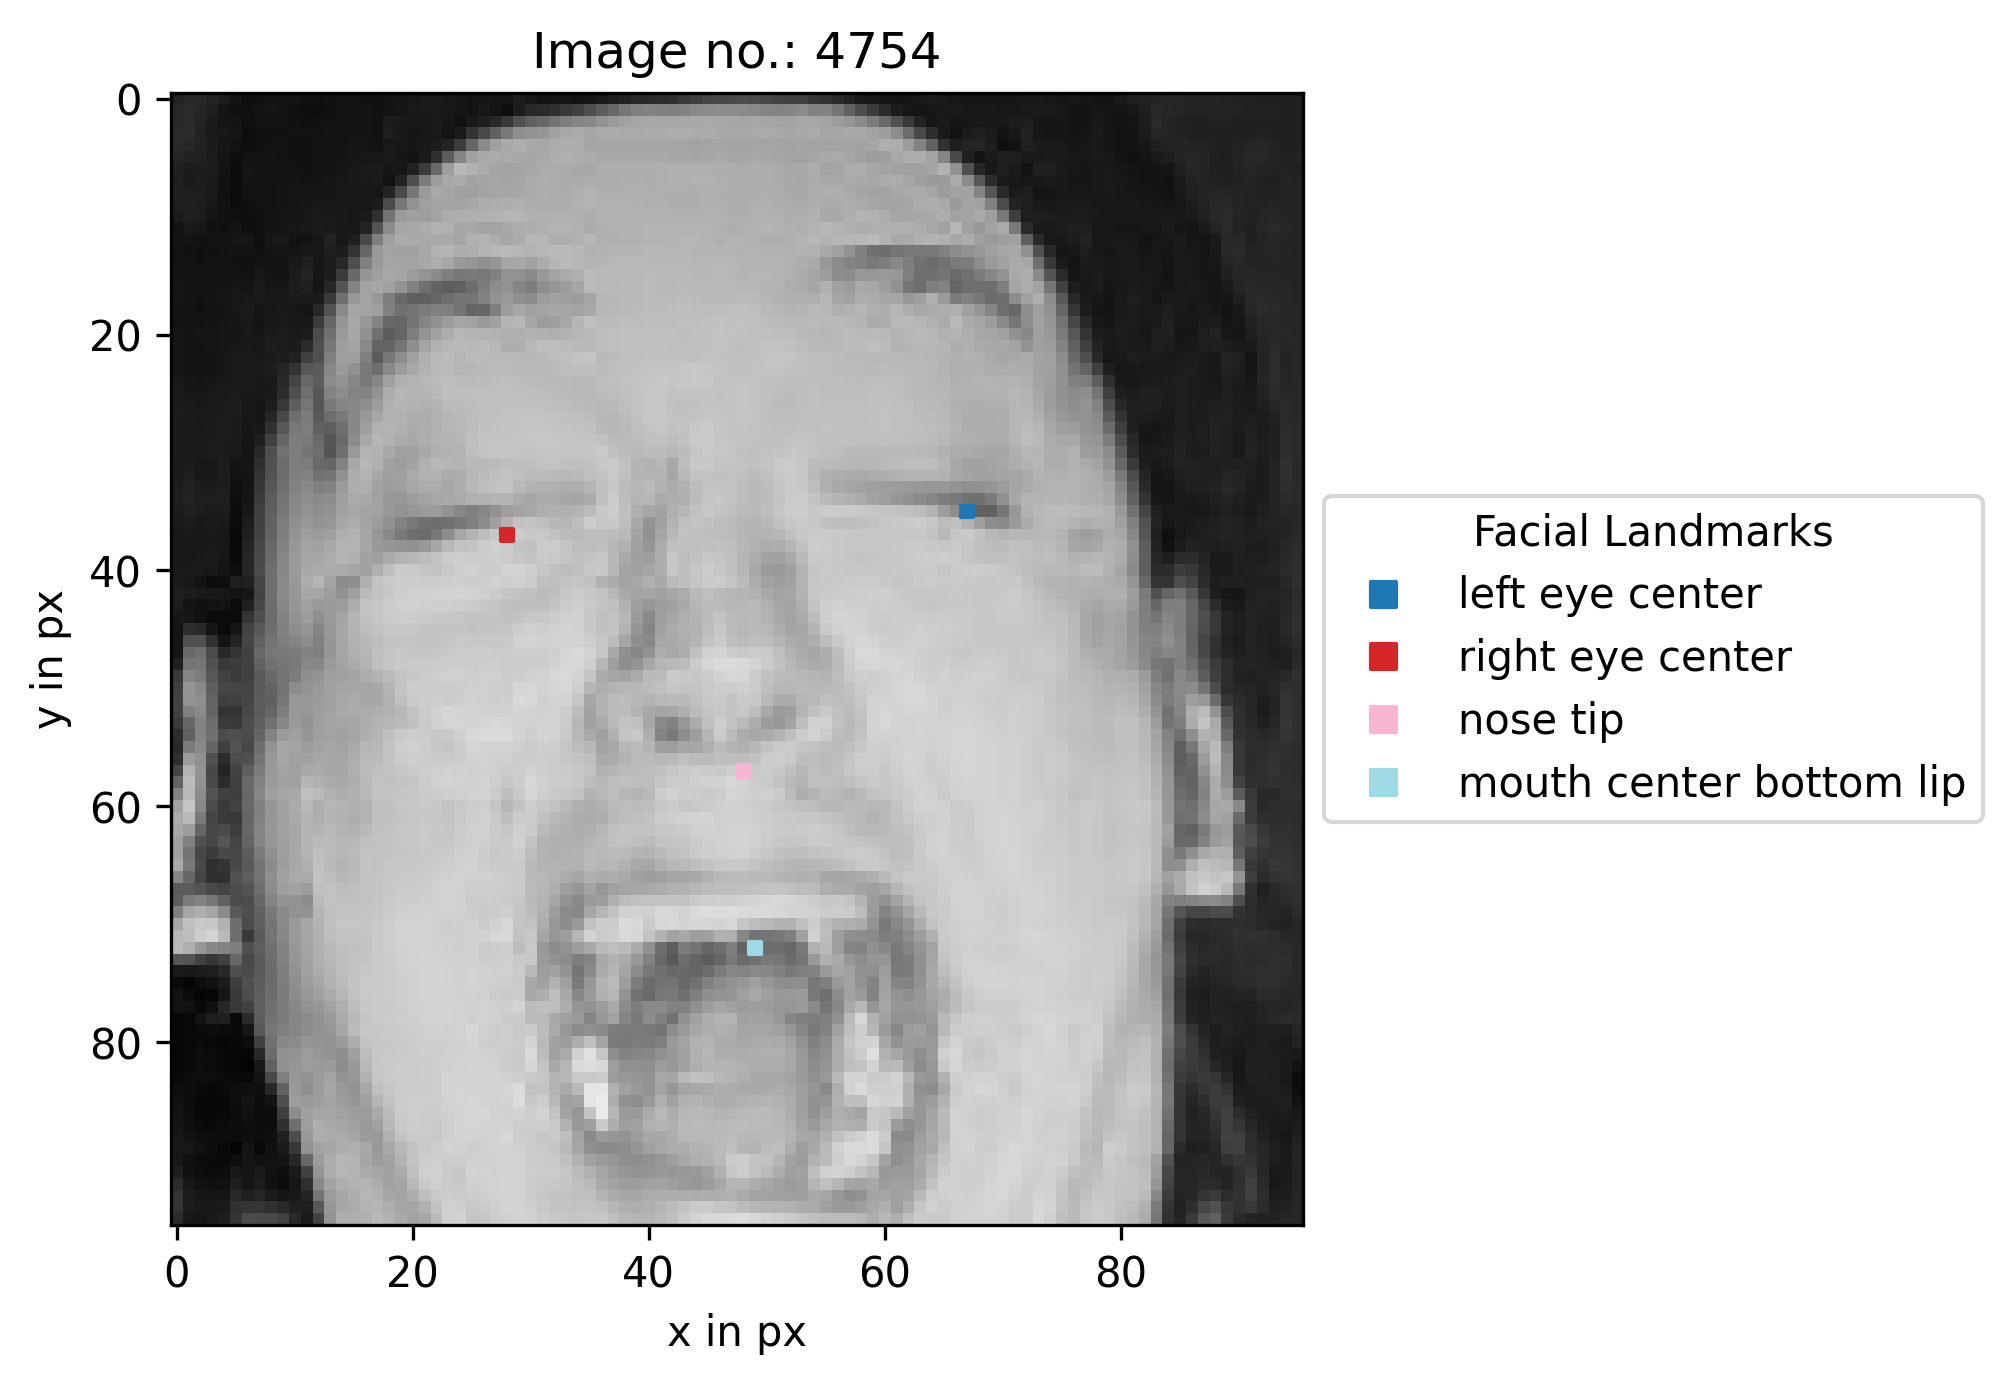 Image no.: 4754
0
20
40
60
80
y in px
0 20 40 60 80
x in px
Facial Landmarks
left eye center
right eye center
nose tip
mouth center bottom lip